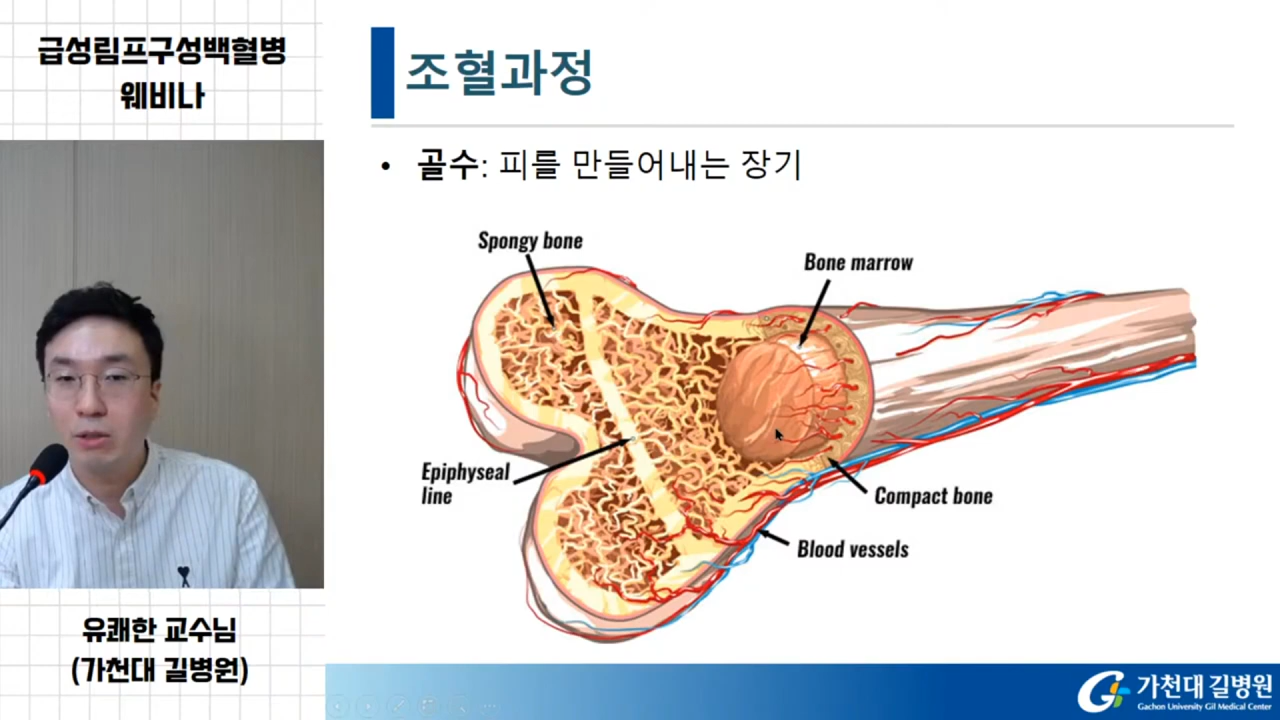 급성림프구성백혈병
웨비나
조혈과정
• 골수: 피를 만들어내는 장기
Spongy bone
Bone marrow
Epiphyseal
line
Compact bone
Blood vessels
유쾌한 교수님
(가천대 길병원)
가천대 길병원
Gachon University Gil Medical Center